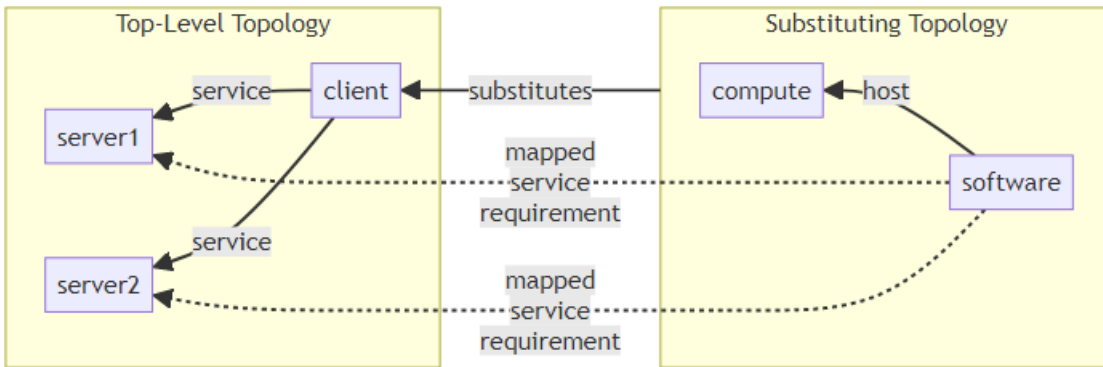 Top-Level Topology
Substituting Topology
service
client
substitutes
compute
host
server1
mapped
service
requirement
software
service
server2
mapped
service
requirement